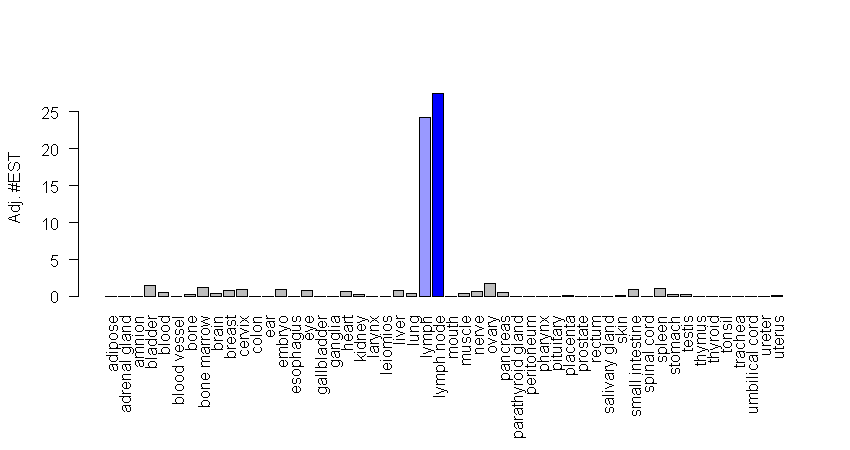 Adj. #EST
25
20
15
10
5
0
adipose
adrenal gland
amnion
bladder
blood
blood vessel
bone
bone marrow
brain
breast
cervix
colon
ear
embryo
esophagus
eye
gallbladder
ganglia
heart
kidney
larynx
leiomios
liver
lung
lymph
lymph node
mouth
muscle
nerve
ovary
pancreas
parathyroid gland
peritoneum
pharynx
pituitary
placenta
prostate
rectum
salivary gland
skin
small intestine
spinal cord
spleen
stomach
testis
thymus
thyroid
tonsil
trachea
umbilical cord
ureter
uterus